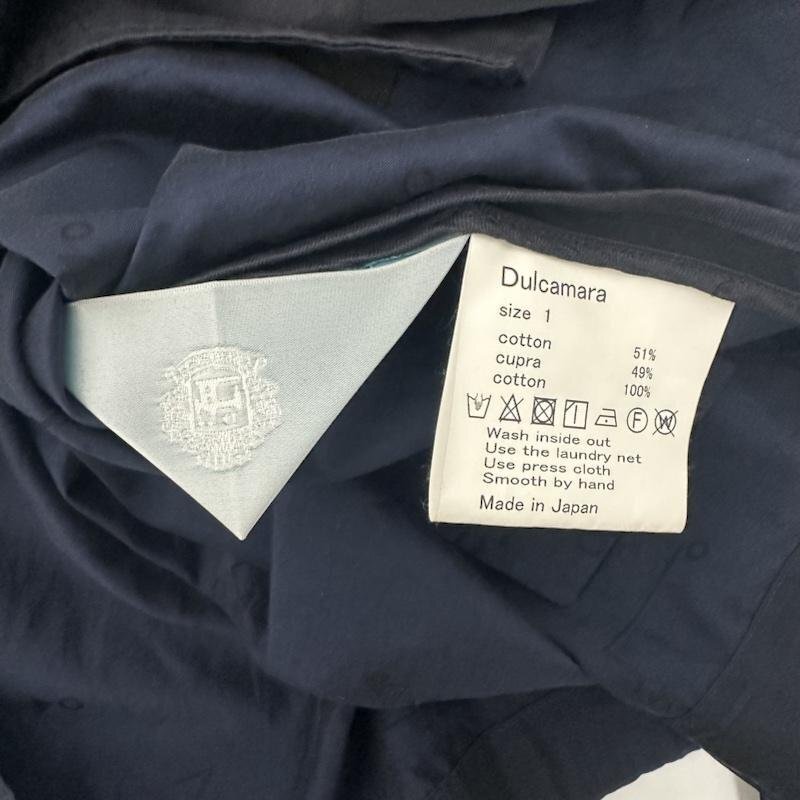 Dulcamara
size 1
cotton 51%
cupra 49%
cotton 100%
F W
Wash inside out
Use the laundry net
Use press cloth
Smooth by hand
Made in Japan